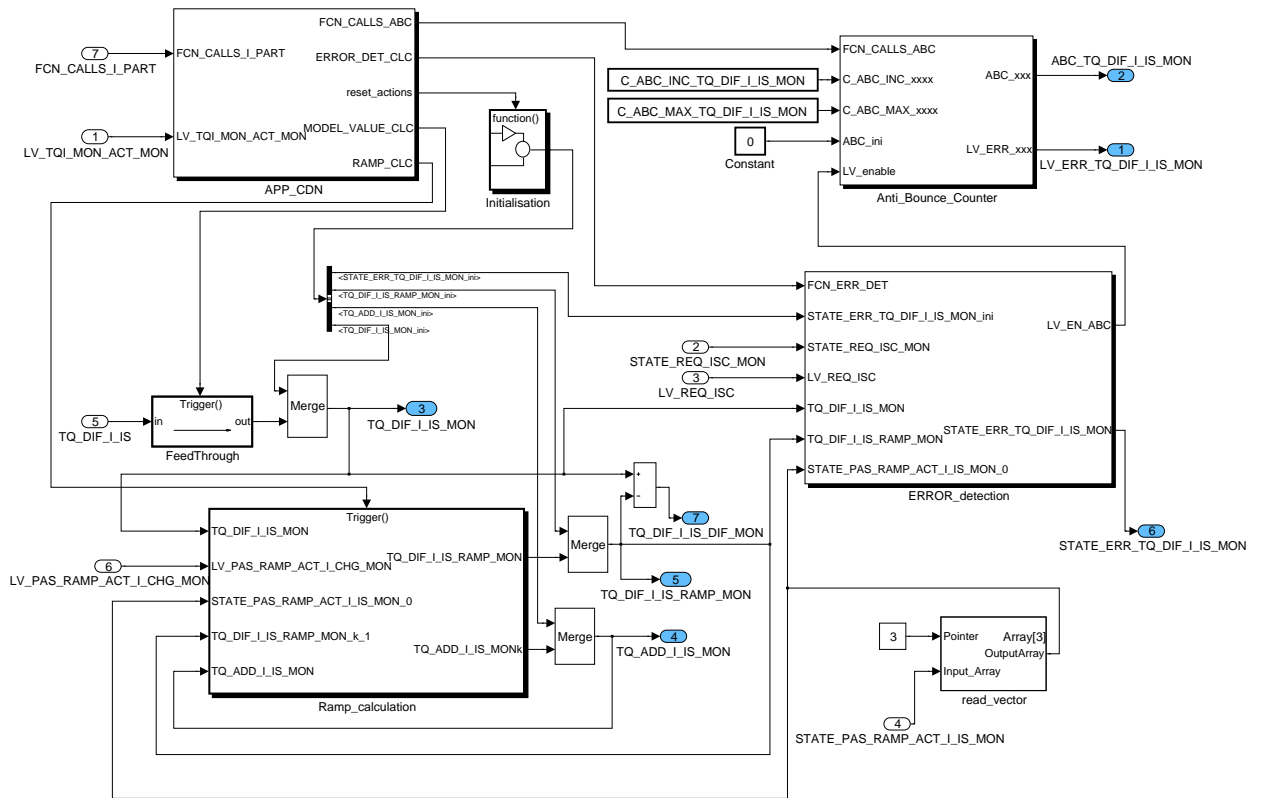 FCN_CALLS_ABC
FCN_CALLS_I_PART
ERROR_DET_CLC
reset_actions
LV_TQI_MON_ACT_MON
MODEL_VALUE_CLC
RAMP_CLC
APP_CDN
7
FCN_CALLS_I_PART
1
LV_TQI_MON_ACT_MON
function()
Initialisation
FCN_CALLS_ABC
C_ABC_INC_xxxx
C_ABC_MAX_xxxx
ABC_ini
LV_enable
ABC_xxx
LV_ERR_xxx
Anti_Bounce_Counter
C_ABC_INC_TQ_DIF_I_IS_MON
C_ABC_MAX_TQ_DIF_I_IS_MON
0
Constant
ABC_TQ_DIF_I_IS_MON
2
1
LV_ERR_TQ_DIF_I_IS_MON
<STATE_ERR_TQ_DIF_I_IS_MON_ini>
<TQ_DIF_I_IS_RAMP_MON_ini>
<TQ_ADD_I_IS_MON_ini>
<TQ_DIF_I_IS_MON_ini>
FCN_ERR_DET
STATE_ERR_TQ_DIF_I_IS_MON_ini
STATE_REQ_ISC_MON
LV_REQ_ISC
TQ_DIF_I_IS_MON
TQ_DIF_I_IS_RAMP_MON
STATE_PAS_RAMP_ACT_I_IS_MON_0
LV_EN_ABC
STATE_ERR_TQ_DIF_I_IS_MON
ERROR_detection
2
STATE_REQ_ISC_MON
3
LV_REQ_ISC
5
TQ_DIF_I_IS
Trigger()
in
out
FeedThrough
Merge
3
TQ_DIF_I_IS_MON
+
−
7
TQ_DIF_I_IS_DIF_MON
6
STATE_ERR_TQ_DIF_I_IS_MON
Trigger()
TQ_DIF_I_IS_MON
LV_PAS_RAMP_ACT_I_CHG_MON
STATE_PAS_RAMP_ACT_I_IS_MON_0
TQ_DIF_I_IS_RAMP_MON_k_1
TQ_ADD_I_IS_MON
TQ_DIF_I_IS_RAMP_MON
TQ_ADD_I_IS_MONk
Ramp_calculation
6
LV_PAS_RAMP_ACT_I_CHG_MON
Merge
5
TQ_DIF_I_IS_RAMP_MON
Merge
4
TQ_ADD_I_IS_MON
3
Pointer
Array[3]
OutputArray
Input_Array
read_vector
4
STATE_PAS_RAMP_ACT_I_IS_MON